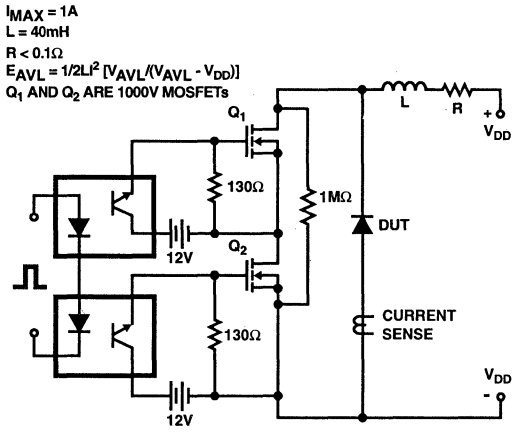 IMAX = 1A
L = 40mH
R < 0.1Ω
EAVL = 1/2LI² [VAVL/(VAVL - VDD)]
Q1 AND Q2 ARE 1000V MOSFETs
Q1
L
R
+
VDD
130Ω
1MΩ
12V
DUT
Q2
CURRENT
SENSE
130Ω
VDD
-
12V